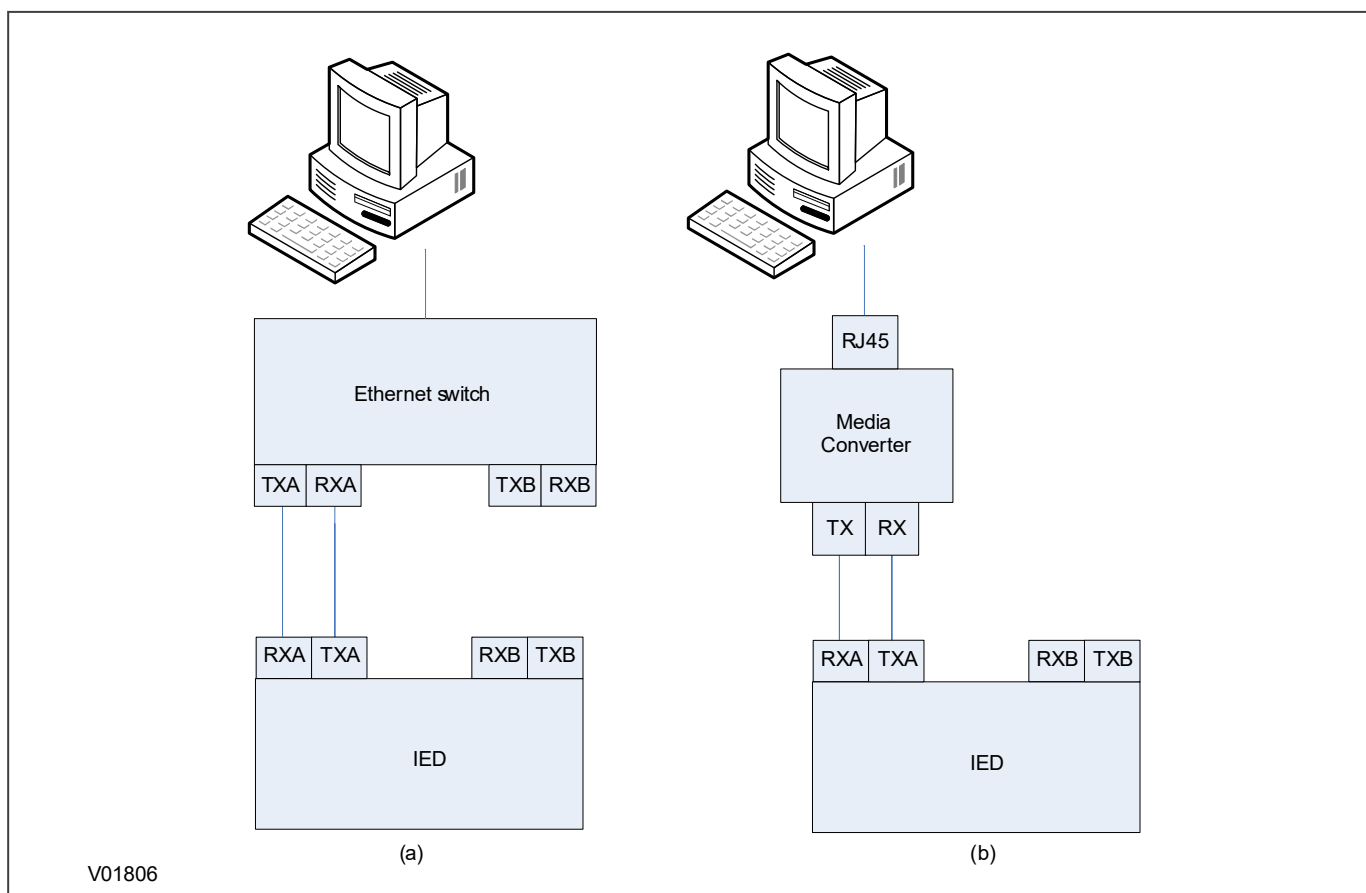 RJ45
Ethernet switch
Media
Converter
TXA RXA TXB RXB
TX RX
RXA TXA RXB TXB
RXA TXA RXB TXB
IED
IED
(a)
(b)
V01806